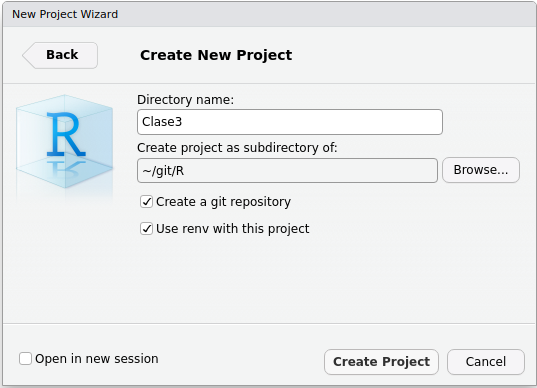 New Project Wizard
Back
Create New Project
R
Directory name:
Clase3
Create project as subdirectory of:
~/git/R
Browse...
Create a git repository
Use renv with this project
Open in new session
Create Project
Cancel